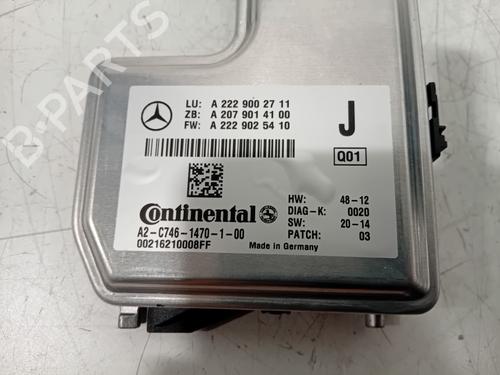 LU: A 222 900 27 11
ZB: A 207 901 41 00
FW: A 222 902 54 10
J
Q01
Continental
A2-C746-1470-1-00
00216210008FF
HW: 48-12
DIAG-K: 0020
SW: 20-14
PATCH: 03
Made in Germany
B-Parts
B-Parts